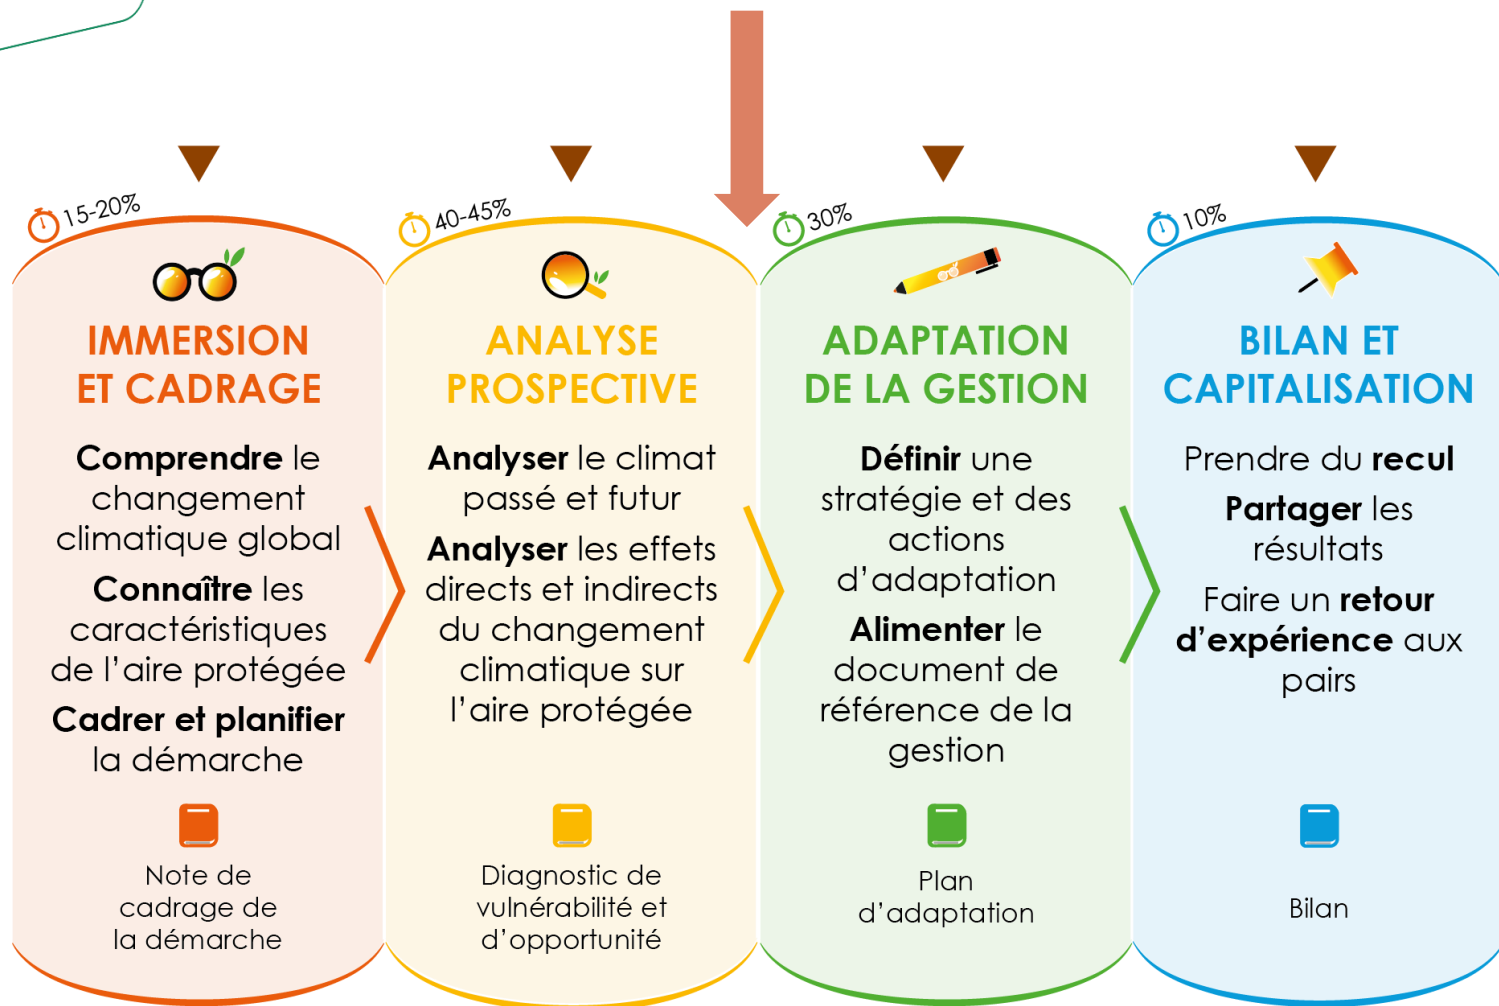 15-20%
IMMERSION
ET CADRAGE
Comprendre le
changement
climatique global
Connaître les
caractéristiques
de l'aire protégée
Cadrer et planifier
la démarche
Note de
cadrage de
la démarche
40-45%
ANALYSE
PROSPECTIVE
Analyser le climat
passé et futur
Analyser les effets
directs et indirects
du changement
climatique sur
l'aire protégée
Diagnostic de
vulnérabilité et
d'opportunité
30%
ADAPTATION
DE LA GESTION
Définir une
stratégie et des
actions
d'adaptation
Alimenter le
document de
référence de la
gestion
Plan
d'adaptation
10%
BILAN ET
CAPITALISATION
Prendre du recul
Partager les
résultats
Faire un retour
d'expérience aux
pairs
Bilan